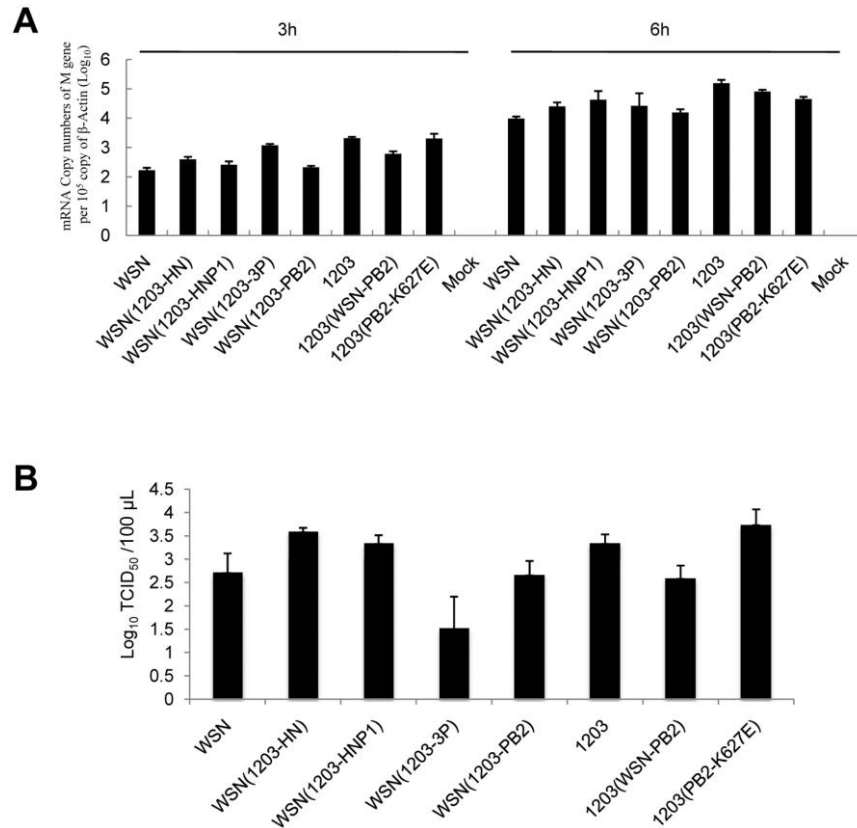 A
3h
6h
mRNA Copy numbers of M gene
per 10⁵ copy of β-Actin (Log₁₀)
6
5
4
3
2
1
0
WSN
WSN(1203-HN)
WSN(1203-HNP1)
WSN(1203-3P)
WSN(1203-PB2)
1203
1203(WSN-PB2)
1203(PB2-K627E)
Mock
WSN
WSN(1203-HN)
WSN(1203-HNP1)
WSN(1203-3P)
WSN(1203-PB2)
1203
1203(WSN-PB2)
1203(PB2-K627E)
Mock
B
Log₁₀ TCID₅₀ /100 µL
4.5
4
3.5
3
2.5
2
1.5
1
0.5
0
WSN
WSN(1203-HN)
WSN(1203-HNP1)
WSN(1203-3P)
WSN(1203-PB2)
1203
1203(WSN-PB2)
1203(PB2-K627E)